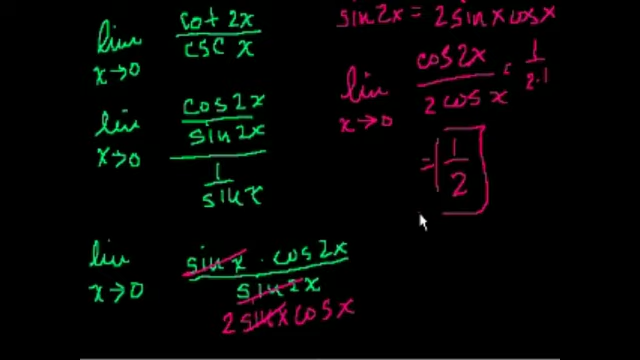 lim x→0 cot 2x / csc x
lim x→0 (cos 2x / sin 2x) / (1 / sin x)
lim x→0 sin x · cos 2x / sin 2x
2 sin x cos x
sin 2x = 2 sin x cos x
lim x→0 cos 2x / 2 cos x = 1 / 2·1
= 1/2